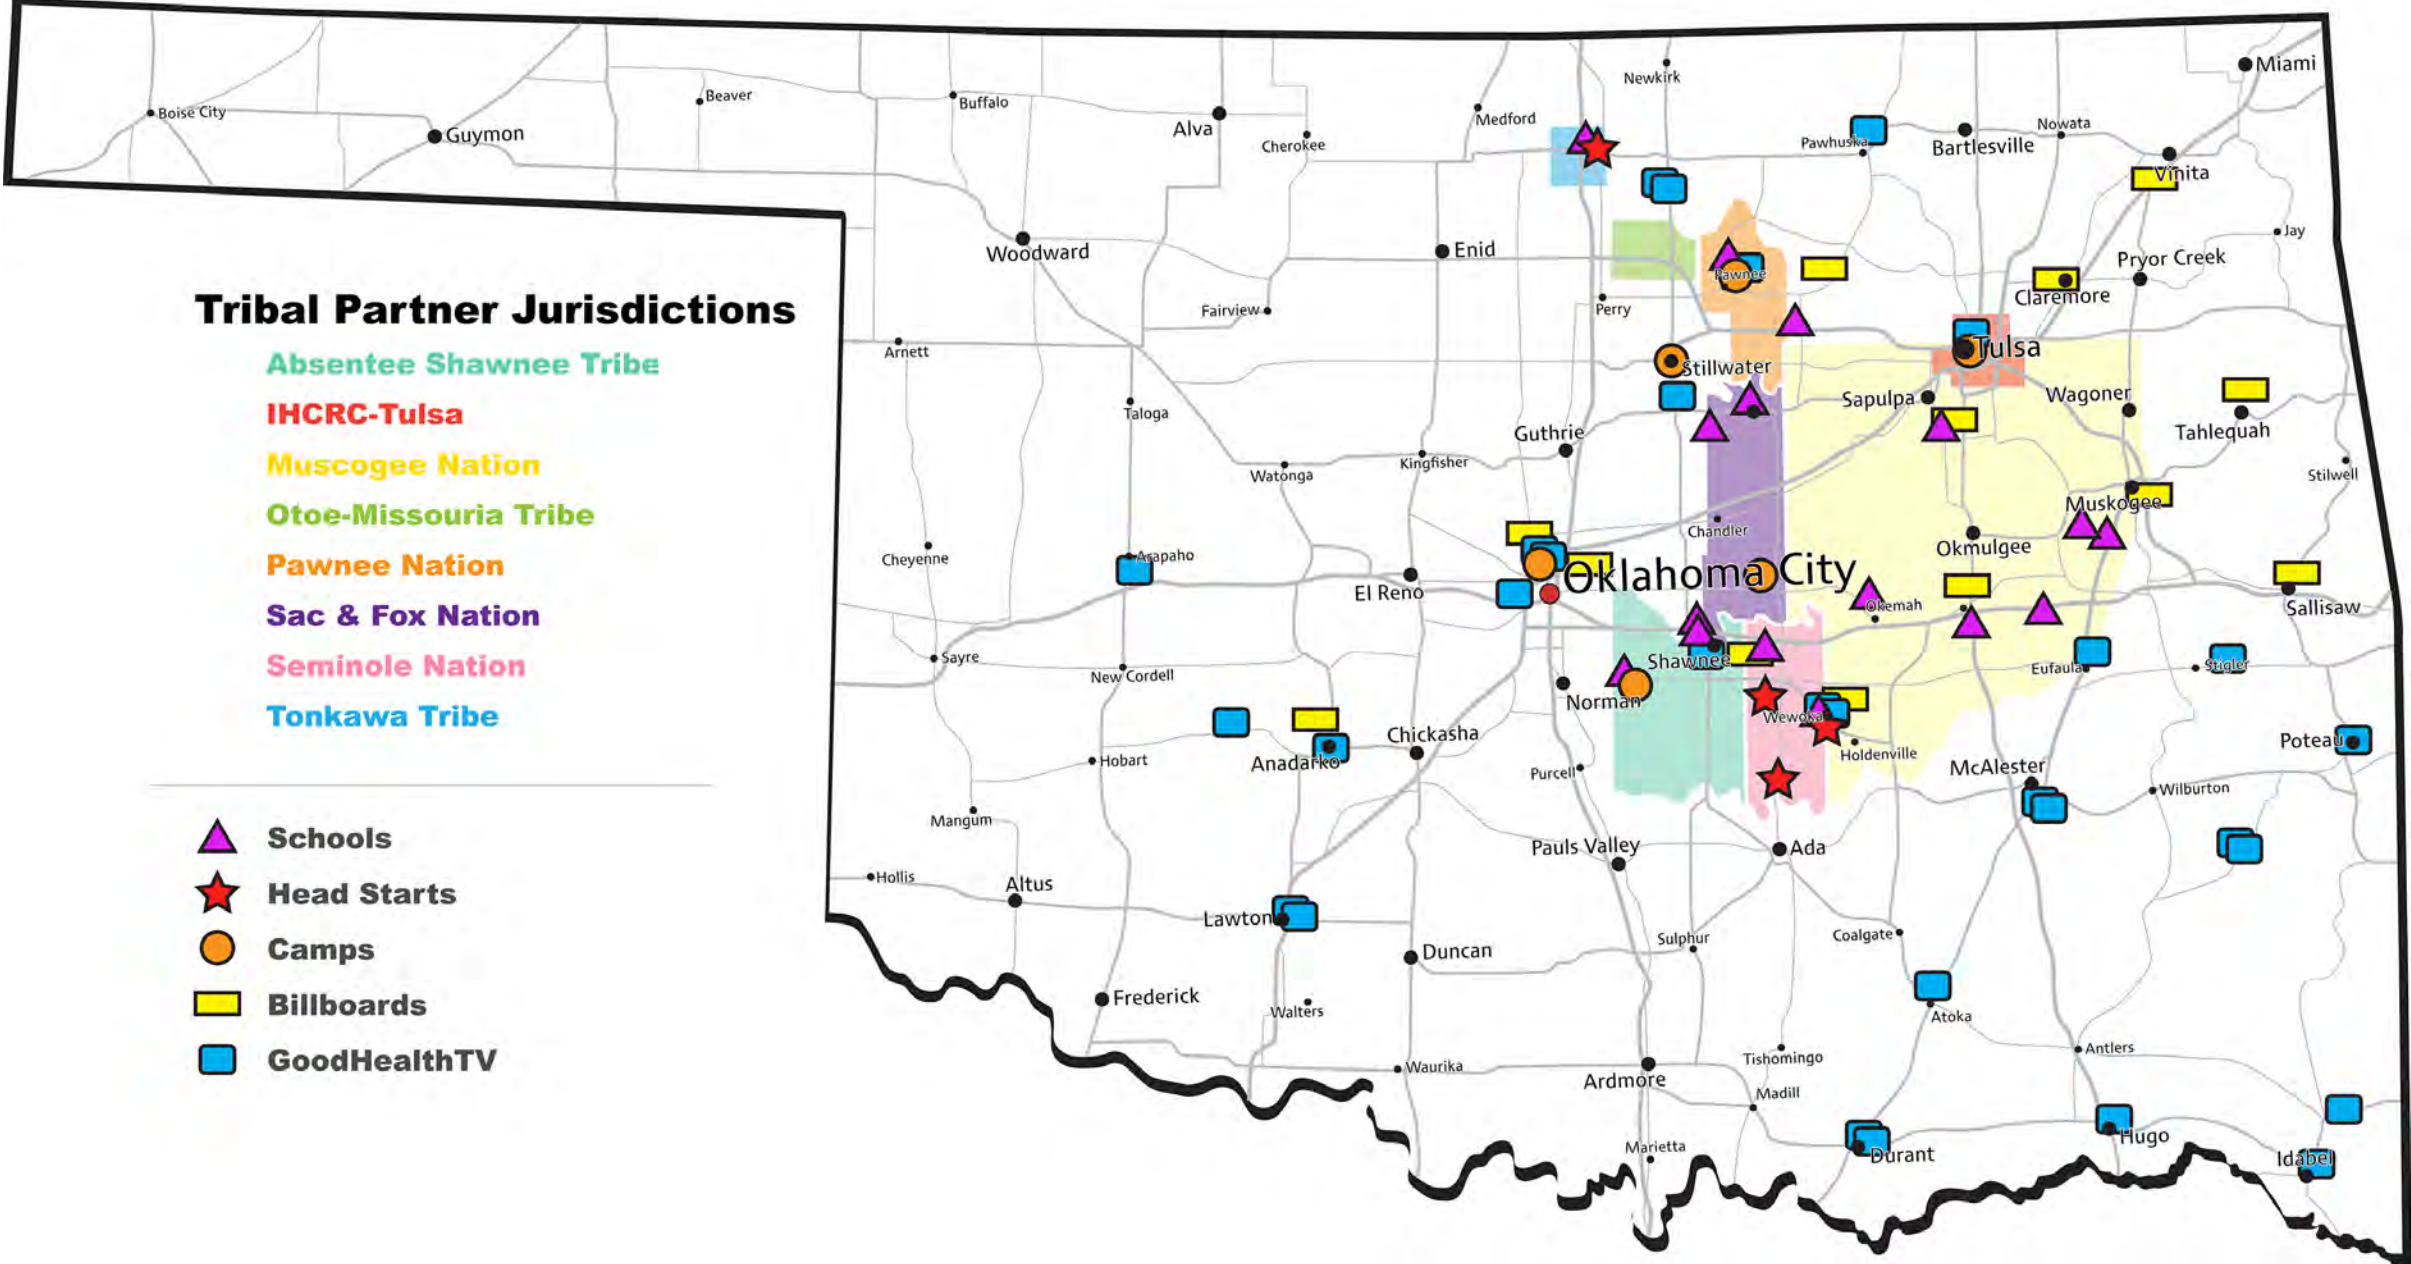 Miami
Newkirk
Beaver
Buffalo
Boise City
Guymon
Alva
Cherokee
Medford
Pawhuska
Bartlesville
Nowata
Vinita
Woodward
Enid
Jay
Pryor Creek
Pawnee
Claremore
Tribal Partner Jurisdictions
Fairview
Perry
Absentee Shawnee Tribe
Arnett
Tulsa
Stillwater
IHCRC-Tulsa
Taloga
Sapulpa
Wagoner
Tahlequah
Guthrie
Muscogee Nation
Watonga
Kingfisher
Stilwell
Muskogee
Otoe-Missouria Tribe
Chandler
Okmulgee
Cheyenne
Arapaho
Pawnee Nation
El Reno
Oklahoma City
Okemah
Sallisaw
Sac & Fox Nation
Sayre
Shawnee
Eufaula
Stigler
Seminole Nation
New Cordell
Norman
Tonkawa Tribe
Wewoka
Chickasha
Poteau
Hobart
Anadarko
Purcell
Holdenville
McAlester
Wilburton
Mangum
Schools
Pauls Valley
Ada
Hollis
Altus
Head Starts
Lawton
Sulphur
Coalgate
Camps
Duncan
Frederick
Billboards
Walters
Atoka
GoodHealthTV
Waurika
Tishomingo
Antlers
Ardmore
Madill
Marietta
Durant
Hugo
Idabel